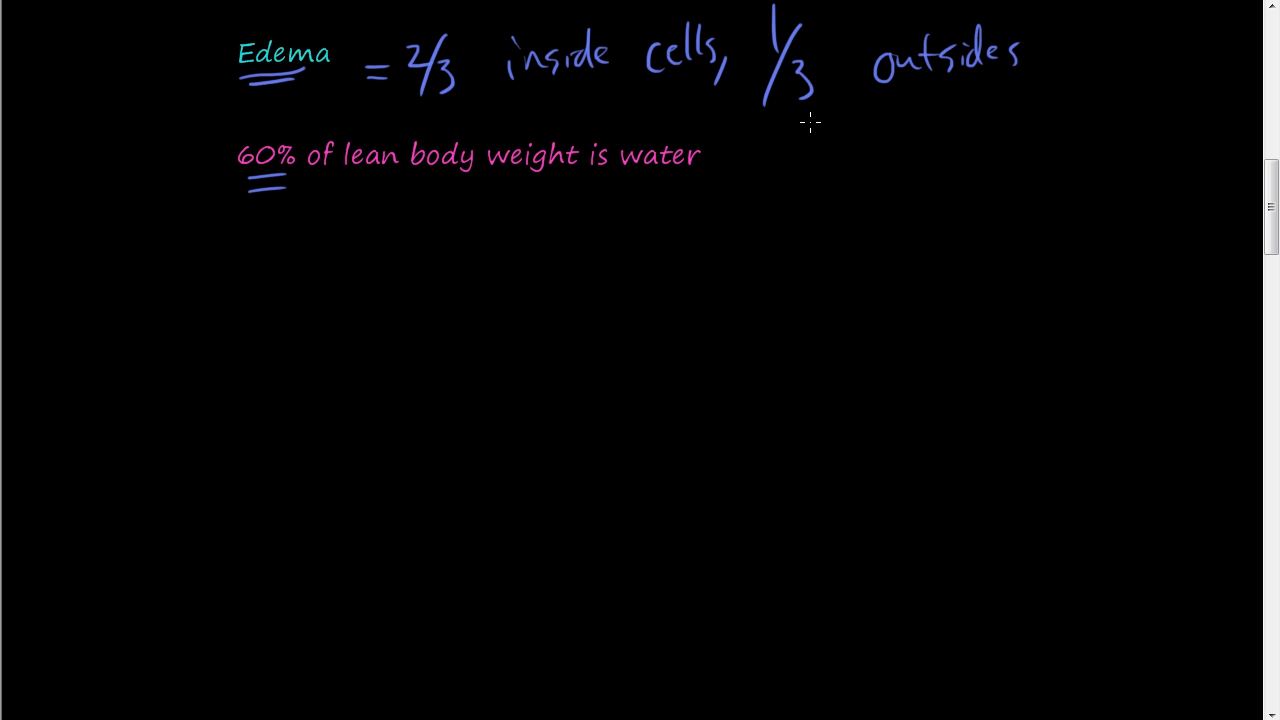 Edema = 2/3 inside cells, 1/3 outsides
60% of lean body weight is water